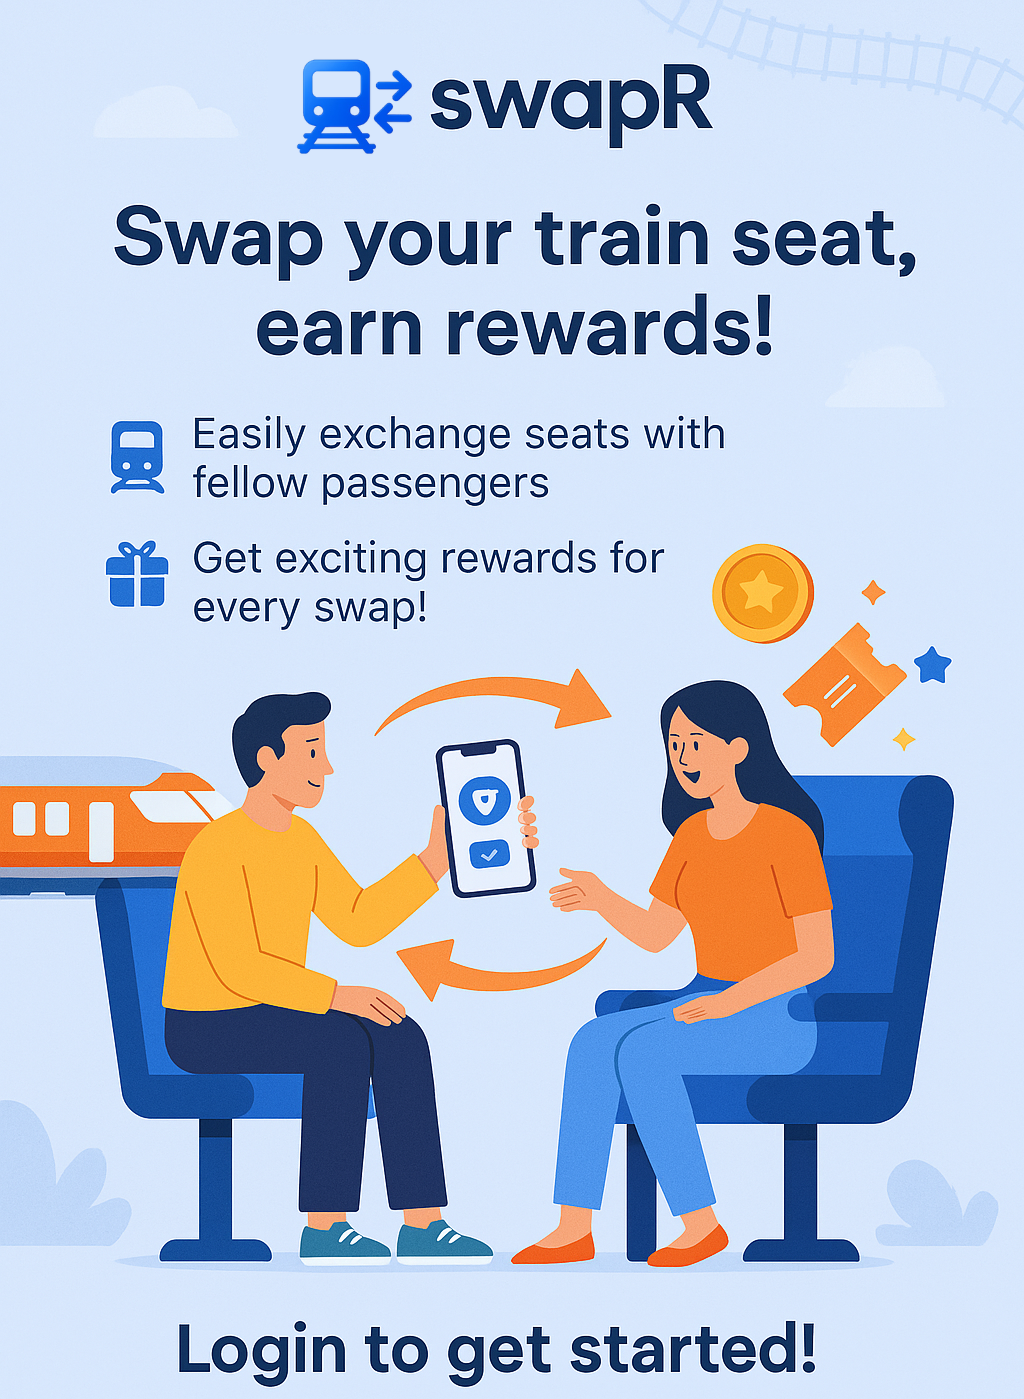 swapR
Swap your train seat,
earn rewards!
Easily exchange seats with
fellow passengers
Get exciting rewards for
every swap!
Login to get started!